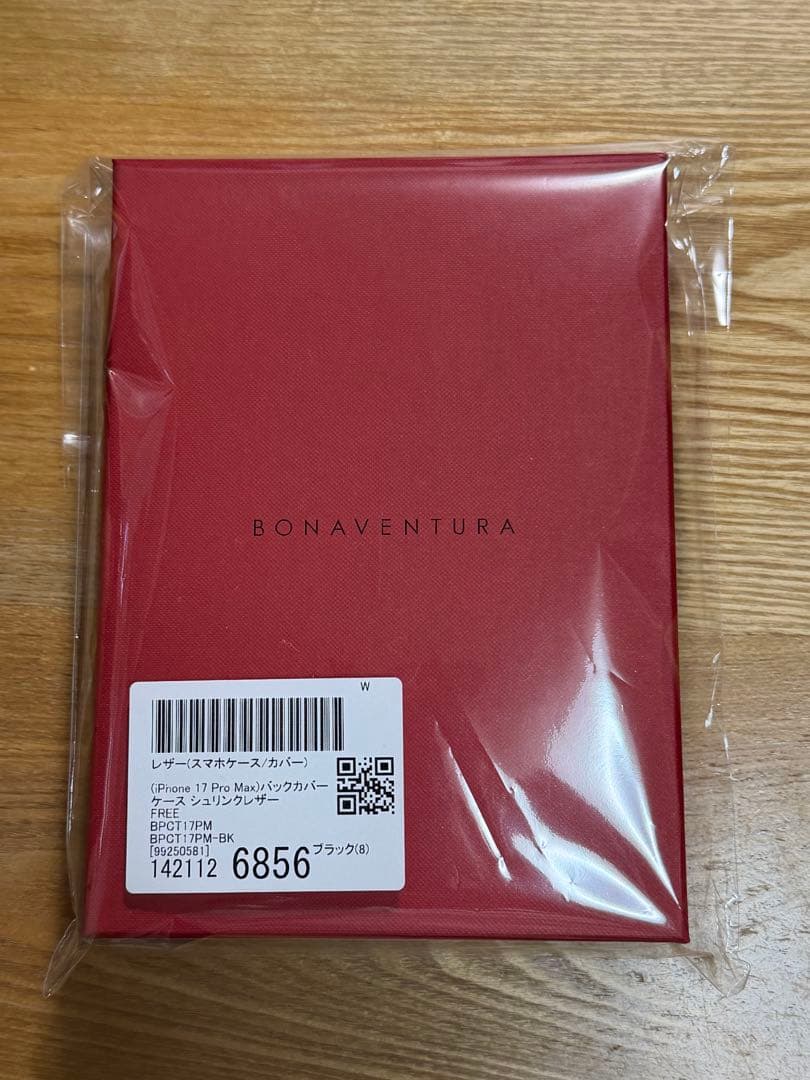 BONAVENTURA
W
レザー(スマホケース/カバー)
(iPhone 17 Pro Max)バックカバー
ケース シュリンクレザー
FREE
BPCT17PM
BPCT17PM-BK
[99250581]
ブラック(8)
142112 6856